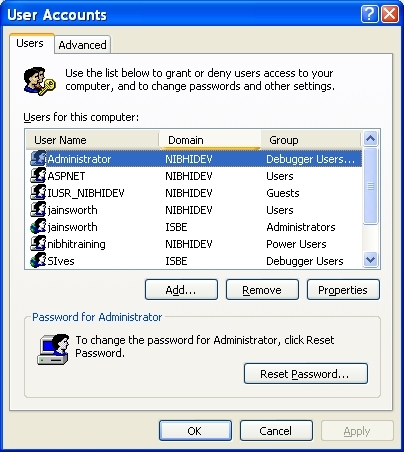 User Accounts
Users Advanced
Use the list below to grant or deny users access to your
computer, and to change passwords and other settings.
Users for this computer:
User Name Domain Group
Administrator NIBHIDEV Debugger Users...
ASPNET NIBHIDEV Users
IUSR_NIBHIDEV NIBHIDEV Guests
jainsworth NIBHIDEV Users
jainsworth ISBE Administrators
nibhitraining NIBHIDEV Power Users
SIves ISBE Debugger Users
Add... Remove Properties
Password for Administrator
To change the password for Administrator, click Reset
Password.
Reset Password...
OK Cancel Apply